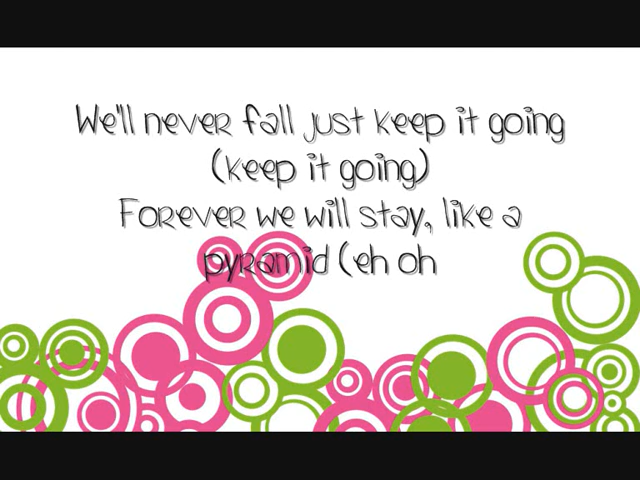 We'll never fall just keep it going
(keep it going)
Forever we will stay, like a
pyramid (eh oh